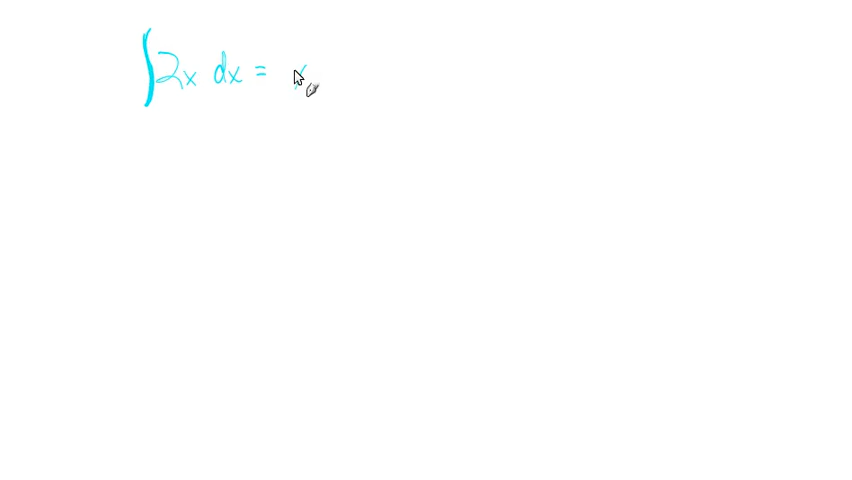 ∫2x dx = x